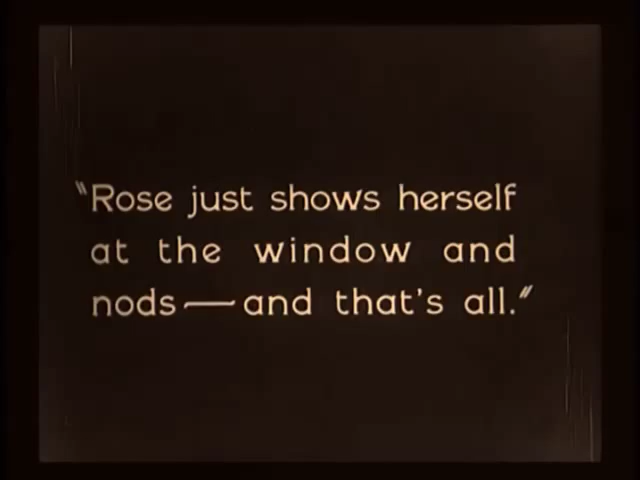 "Rose just shows herself
at the window and
nods—and that's all."